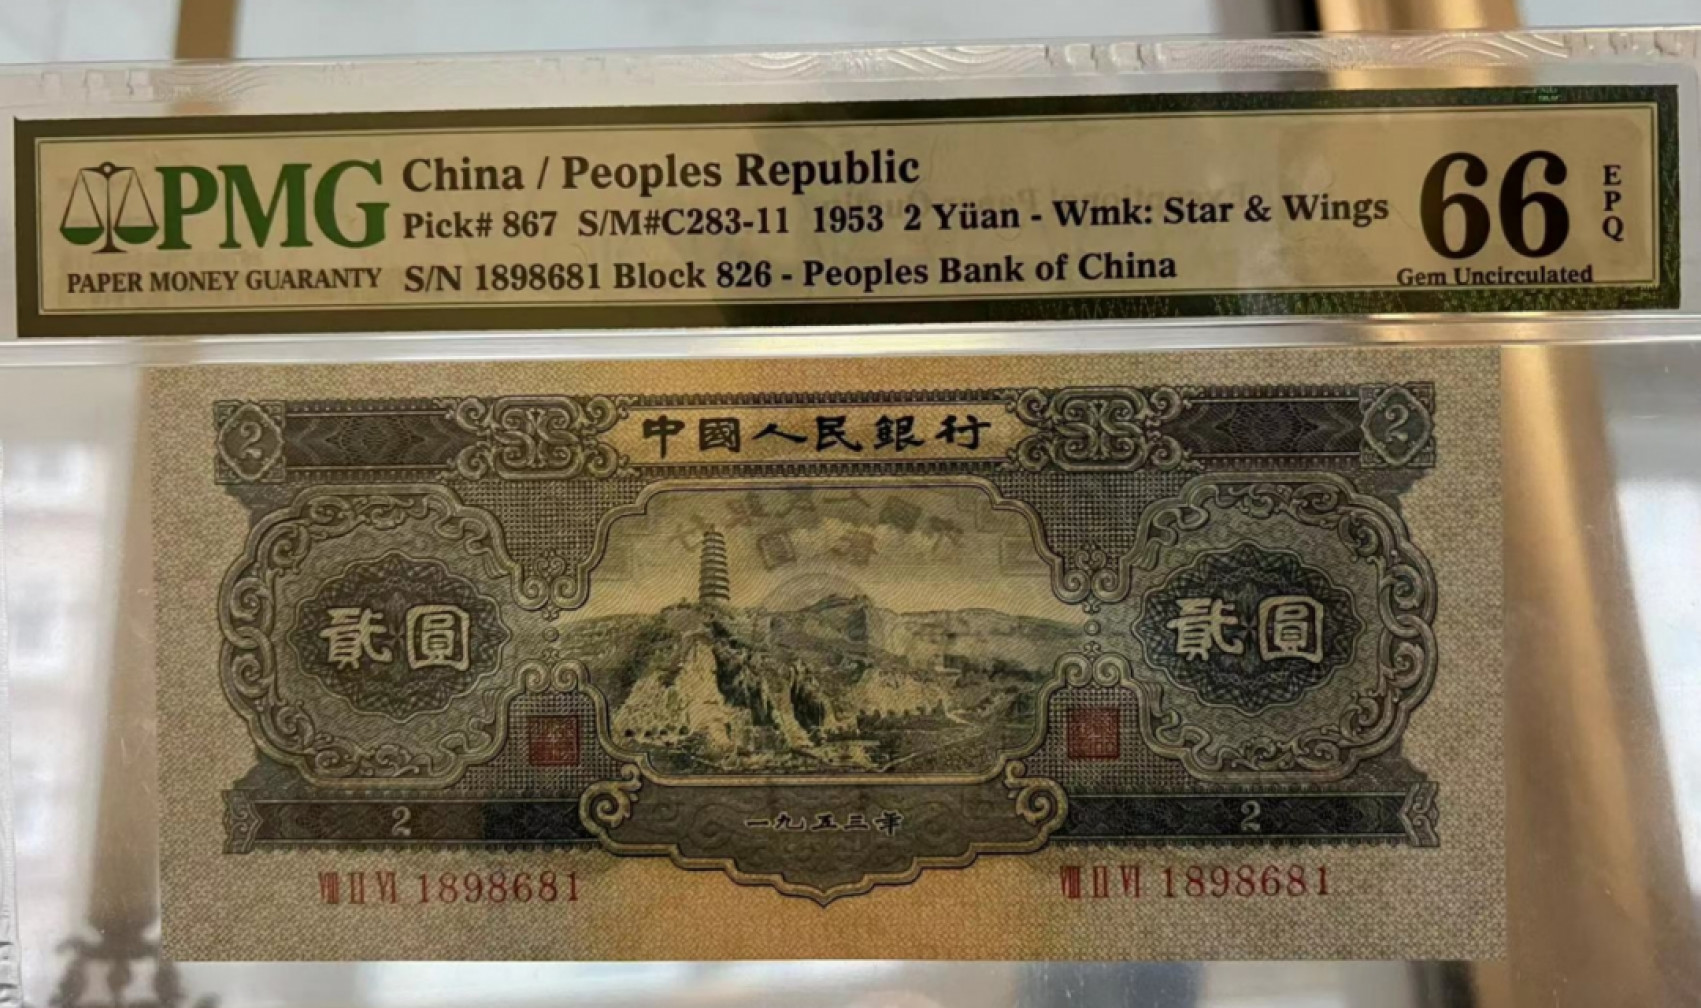 PMG
PAPER MONEY GUARANTY
China / Peoples Republic
Pick# 867 S/M#C283-11 1953 2 Yüan - Wmk: Star & Wings
S/N 1898681 Block 826 - Peoples Bank of China
66
EPQ
Gem Uncirculated
2
中國人民銀行
2
貳圓
貳圓
2
一九五三年
2
Ⅷ Ⅱ Ⅵ 1898681
Ⅷ Ⅱ Ⅵ 1898681